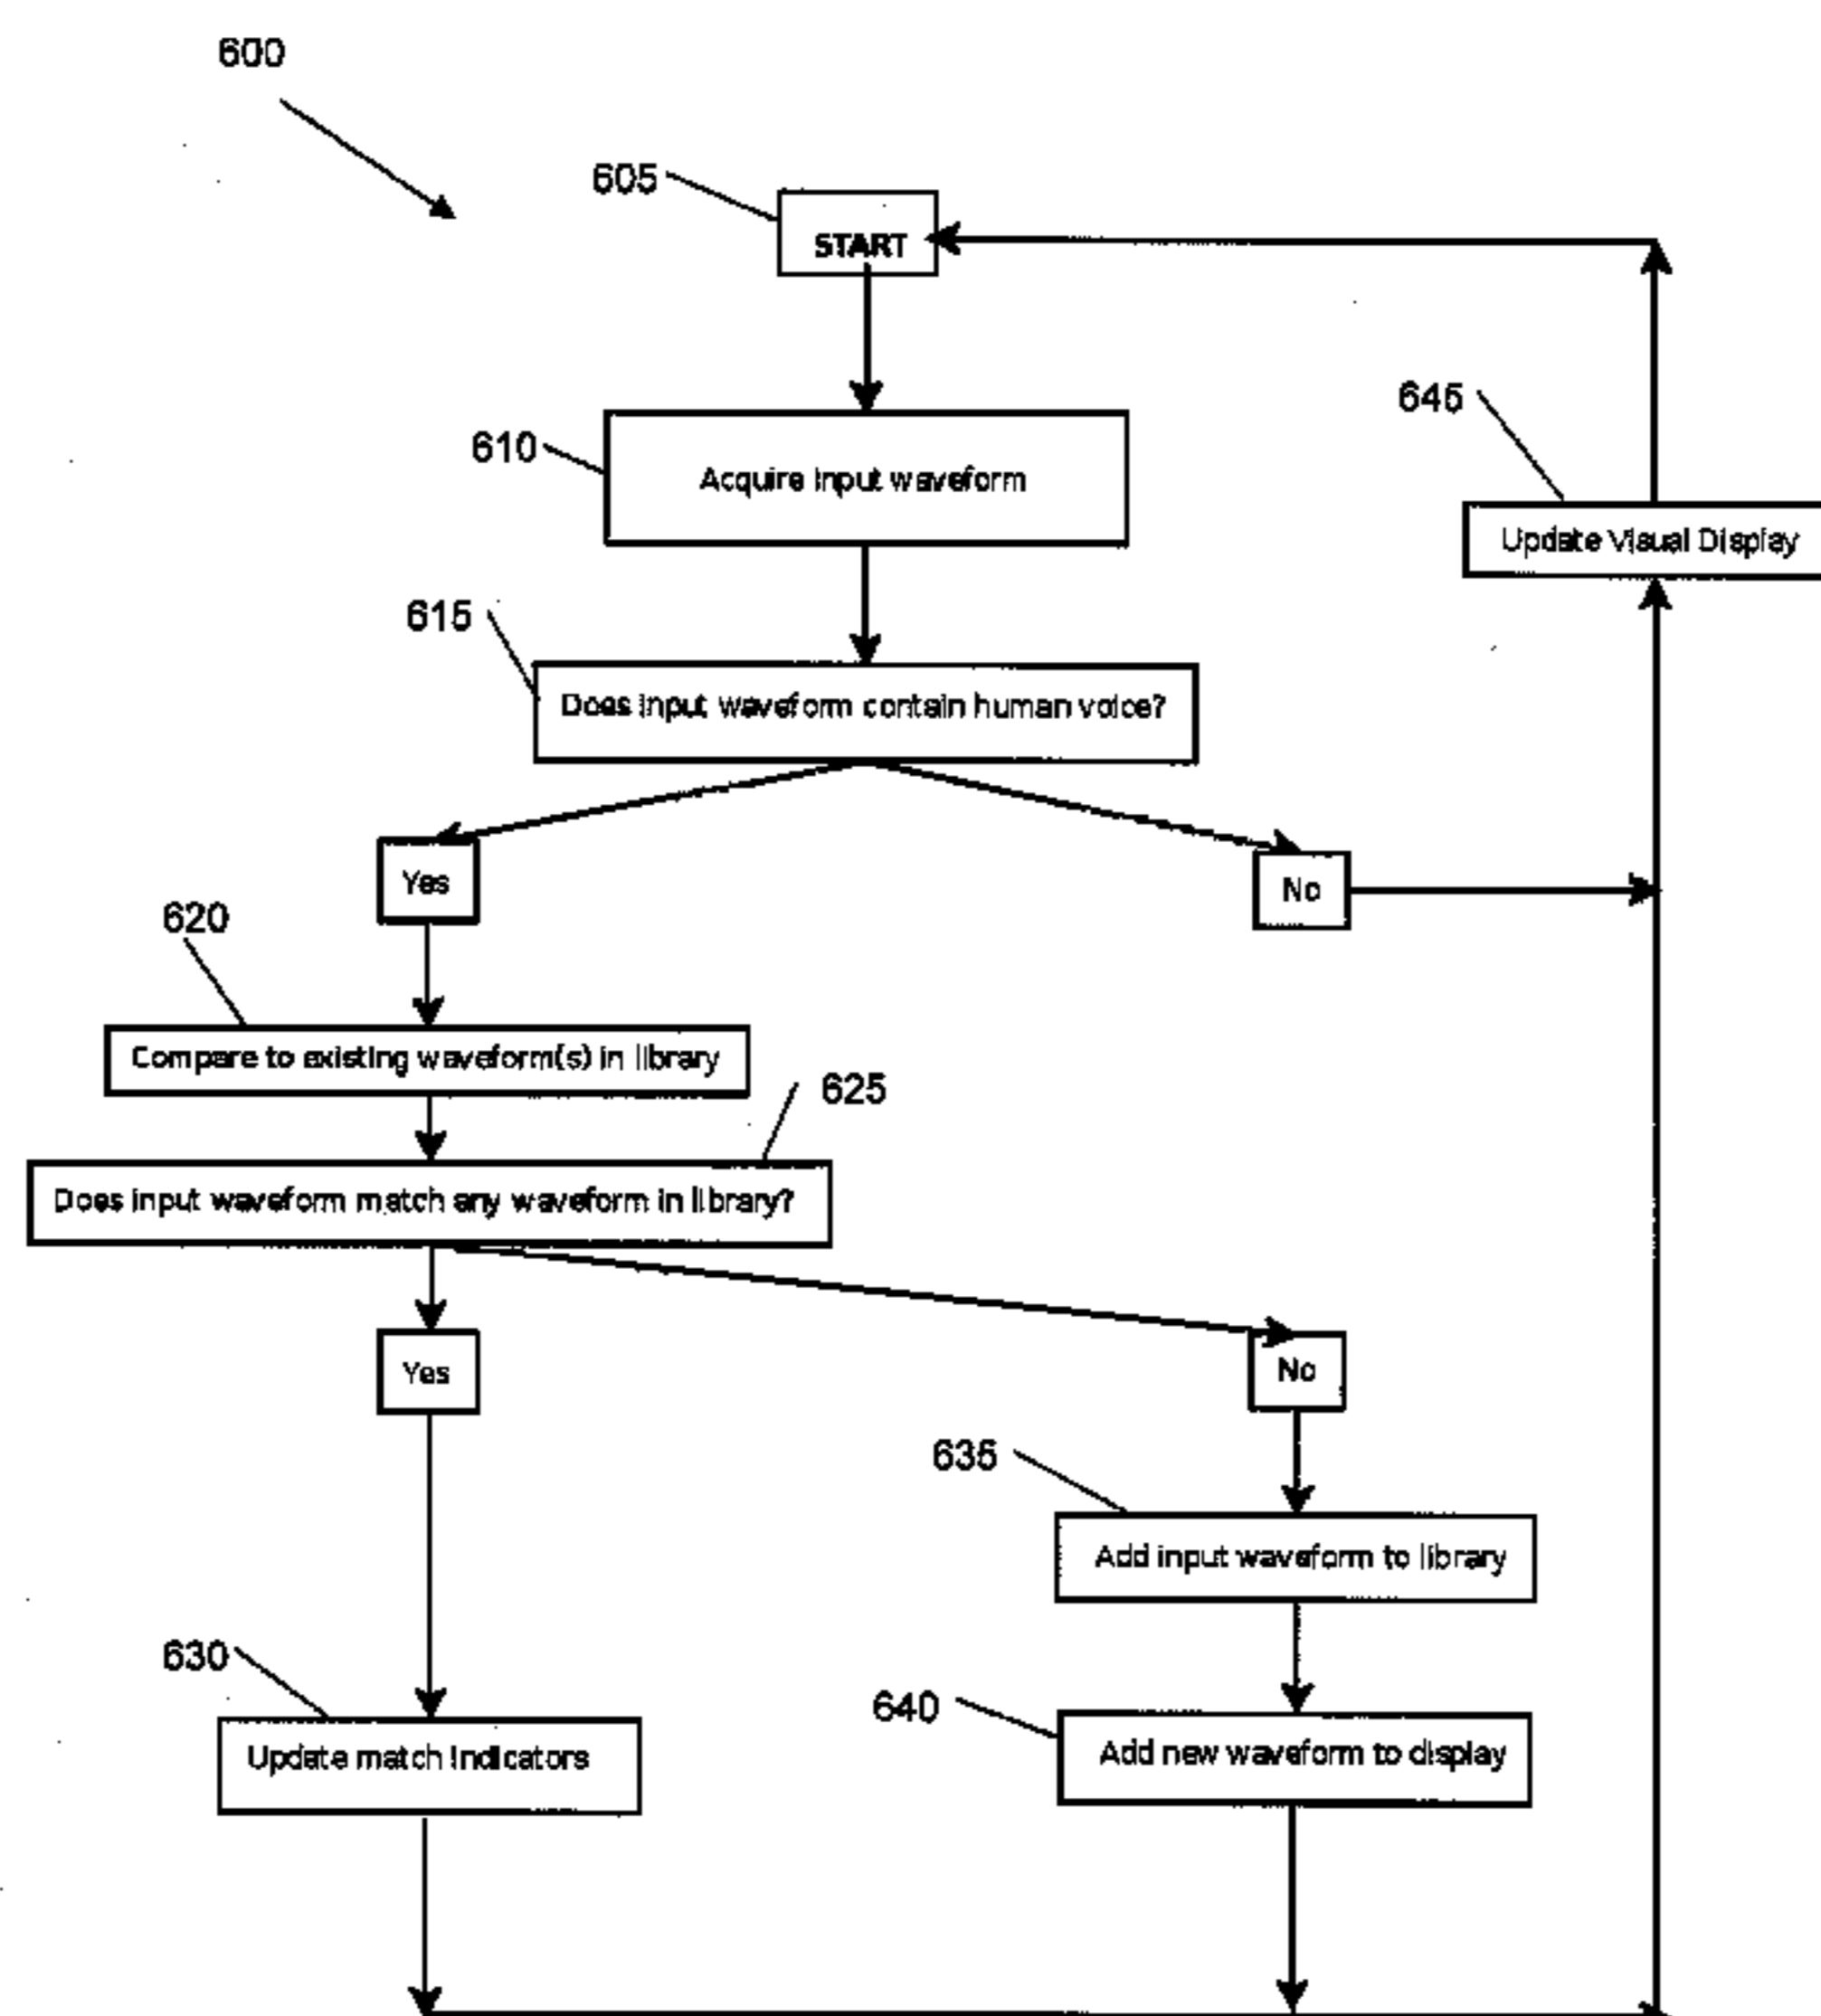 600
605
START
645
610
Acquire Input waveform
Update Visual Display
615
Does input waveform contain human voice?
Yes
No
620
Compare to existing waveform(s) in library
625
Does input waveform match any waveform in library?
Yes
No
635
Add input waveform to library
630
640
Update match Indicators
Add new waveform to display